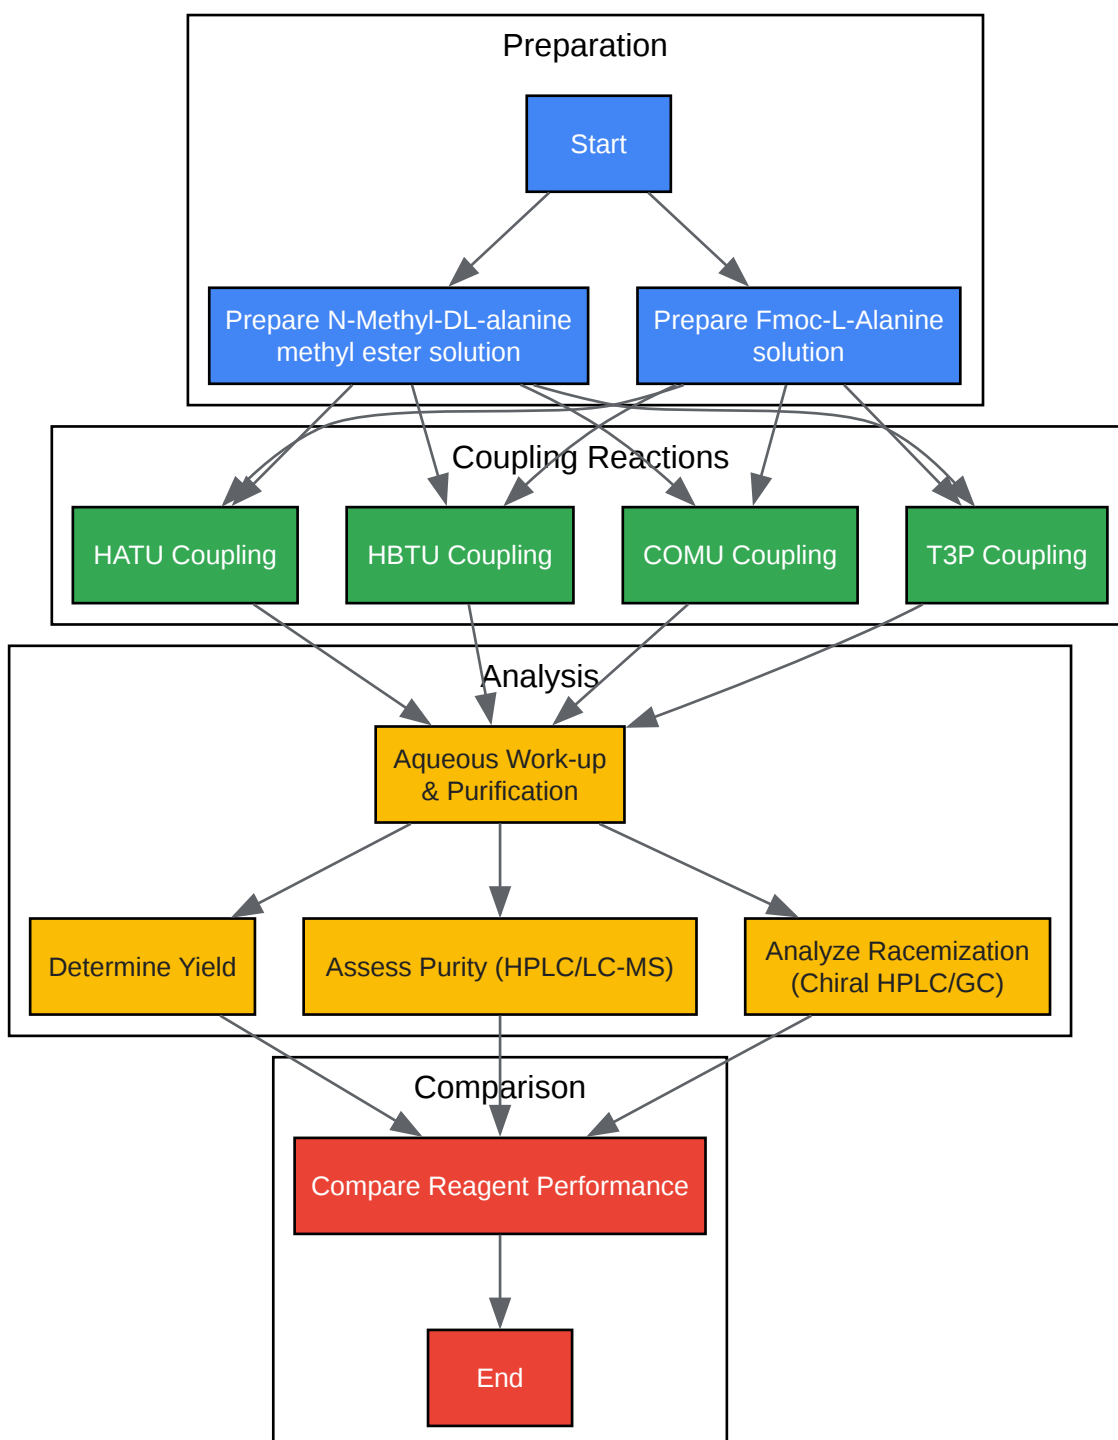 Preparation
Start
Prepare N-Methyl-DL-alanine
methyl ester solution
Prepare Fmoc-L-Alanine
solution
Coupling Reactions
HATU Coupling
HBTU Coupling
COMU Coupling
T3P Coupling
Analysis
Aqueous Work-up
& Purification
Determine Yield
Assess Purity (HPLC/LC-MS)
Analyze Racemization
(Chiral HPLC/GC)
Comparison
Compare Reagent Performance
End